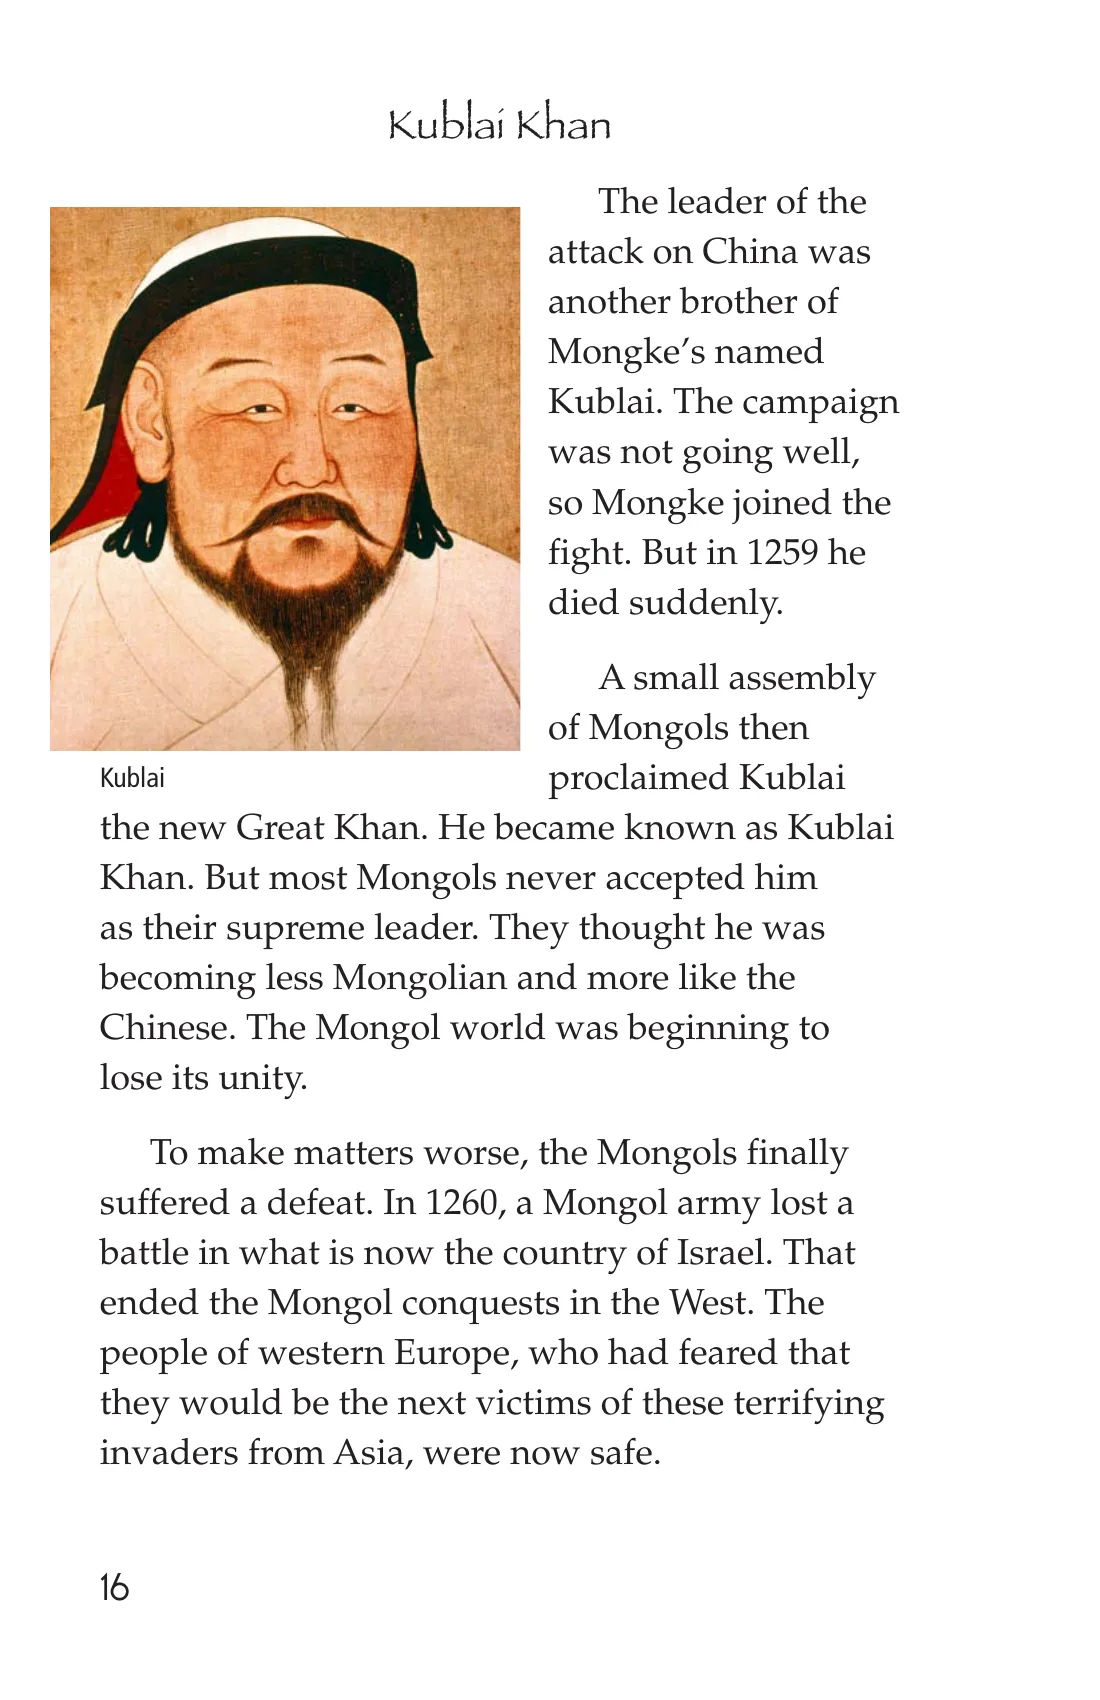 Kublai Khan
The leader of the
attack on China was
another brother of
Mongke’s named
Kublai. The campaign
was not going well,
so Mongke joined the
fight. But in 1259 he
died suddenly.
A small assembly
of Mongols then
proclaimed Kublai
Kublai
the new Great Khan. He became known as Kublai
Khan. But most Mongols never accepted him
as their supreme leader. They thought he was
becoming less Mongolian and more like the
Chinese. The Mongol world was beginning to
lose its unity.
To make matters worse, the Mongols finally
suffered a defeat. In 1260, a Mongol army lost a
battle in what is now the country of Israel. That
ended the Mongol conquests in the West. The
people of western Europe, who had feared that
they would be the next victims of these terrifying
invaders from Asia, were now safe.
16